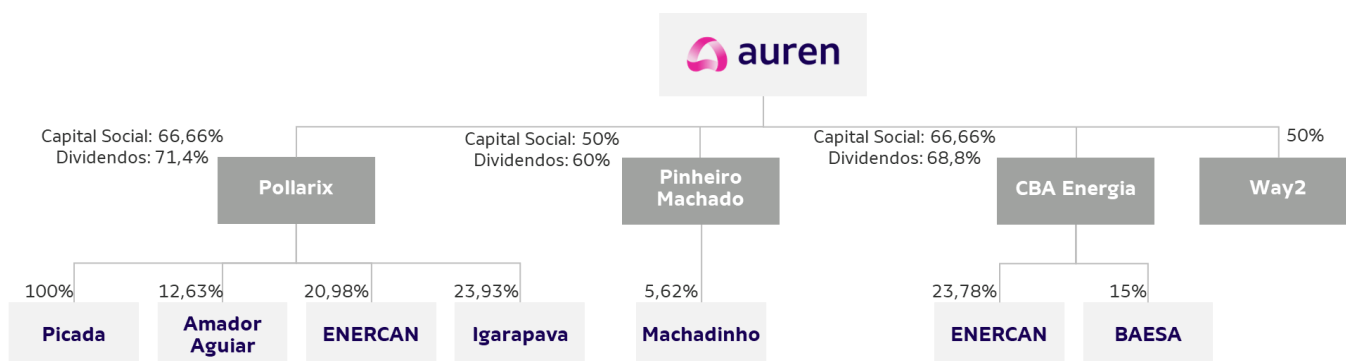 auren
Capital Social: 66,66%
Dividendos: 71,4%
Capital Social: 50%
Dividendos: 60%
Capital Social: 66,66%
Dividendos: 68,8%
50%
Pollarix
Pinheiro
Machado
CBA Energia
Way2
100%
12,63%
20,98%
23,93%
5,62%
23,78%
15%
Picada
Amador
Aguiar
ENERCAN
Igarapava
Machadinho
ENERCAN
BAESA